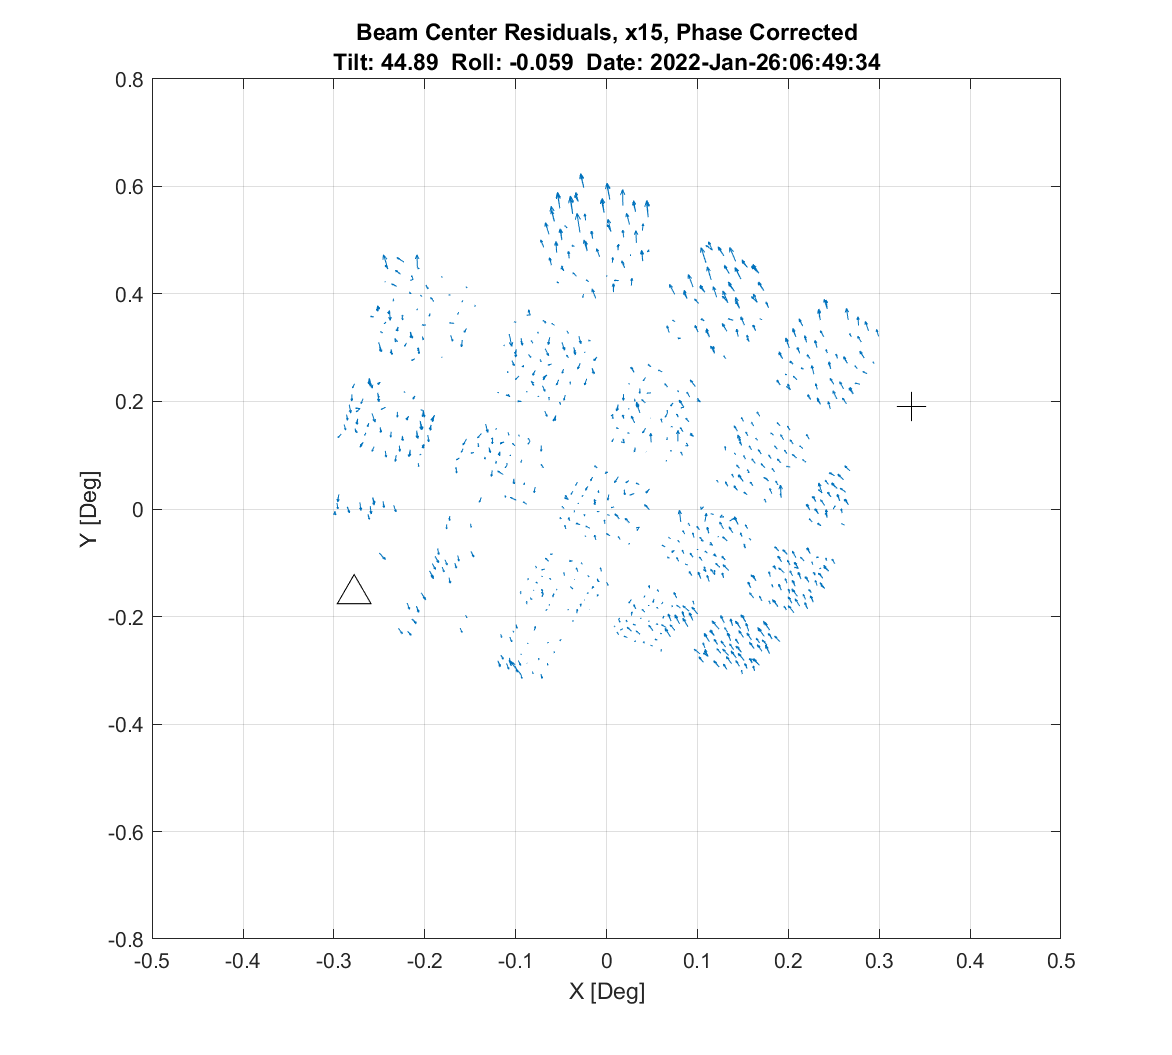 Beam Center Residuals, x15, Phase Corrected
Tilt: 44.89  Roll: -0.059  Date: 2022-Jan-26:06:49:34
0.8
0.6
0.4
0.2
0
-0.2
-0.4
-0.6
-0.8
Y [Deg]
-0.5 -0.4 -0.3 -0.2 -0.1 0 0.1 0.2 0.3 0.4 0.5
X [Deg]